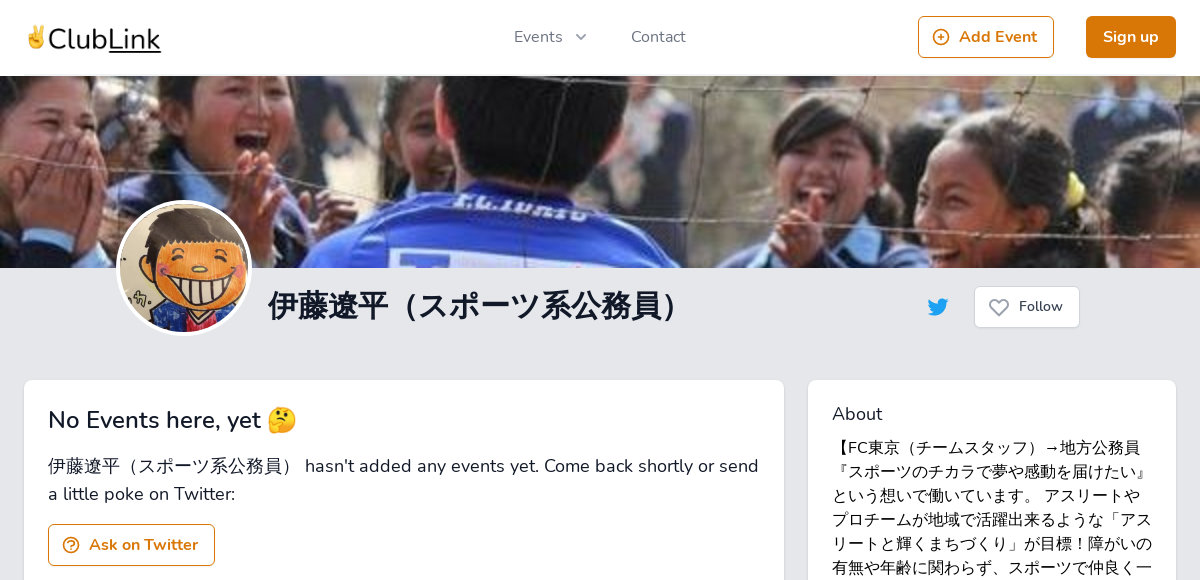 ClubLink
Events
Contact
Add Event
Sign up
F.C.TOKYO
伊藤遼平（スポーツ系公務員）
Follow
No Events here, yet 🤔
伊藤遼平（スポーツ系公務員） hasn't added any events yet. Come back shortly or send
a little poke on Twitter:
Ask on Twitter
About
【FC東京（チームスタッフ）→地方公務員
『スポーツのチカラで夢や感動を届けたい』
という想いで働いています。 アスリートや
プロチームが地域で活躍出来るような「アス
リートと輝くまちづくり」が目標！障がいの
有無や年齢に関わらず、スポーツで仲良く一